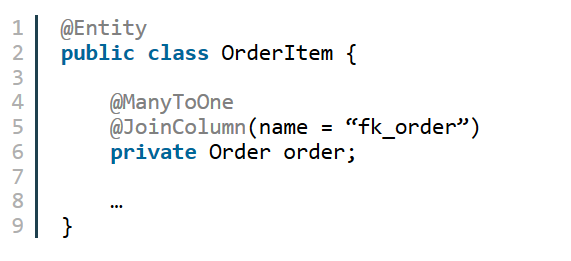 1 @Entity
2 public class OrderItem {
3
4 @ManyToOne
5 @JoinColumn(name = “fk_order”)
6 private Order order;
7
8 …
9 }